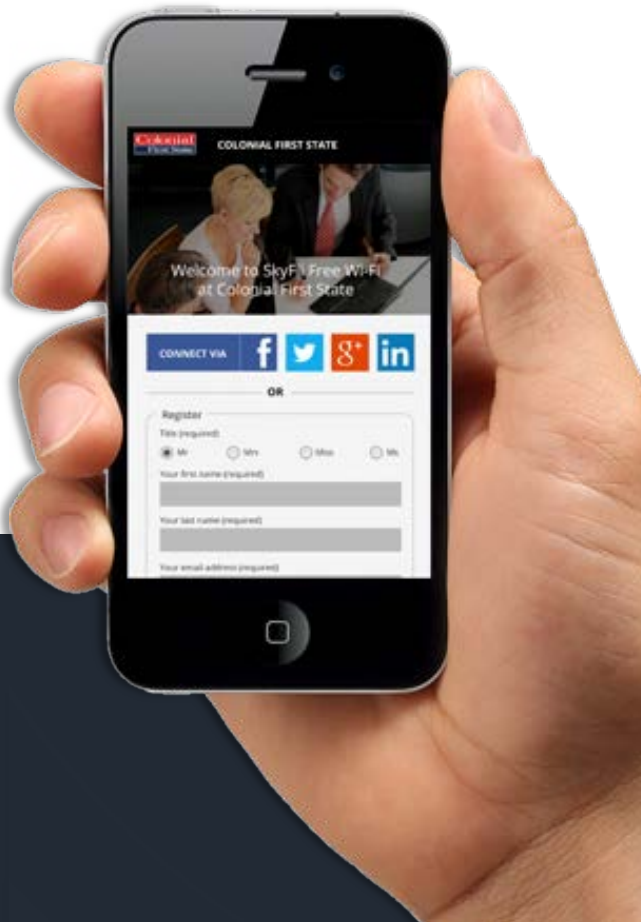 Colonial
First State
COLONIAL FIRST STATE
Welcome to SkyFii Free Wi-Fi
at Colonial First State
CONNECT VIA f g+ in
OR
Register
Title (required)
Mr Mrs Miss Ms
Your first name (required)
Your last name (required)
Your email address (required)